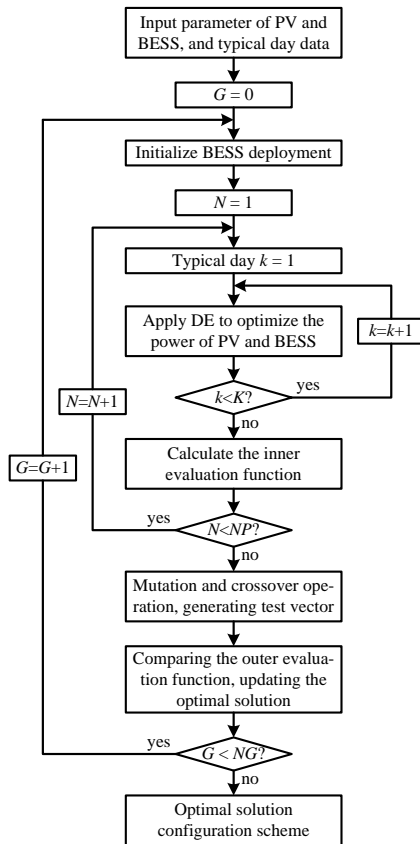 Input parameter of PV and
BESS, and typical day data
G = 0
Initialize BESS deployment
N = 1
Typical day k = 1
Apply DE to optimize the
power of PV and BESS
k=k+1
k<K?
yes
no
N=N+1
Calculate the inner
evaluation function
G=G+1
N<NP?
yes
no
Mutation and crossover ope-
ration, generating test vector
Comparing the outer evalua-
tion function, updating the
optimal solution
G < NG?
yes
no
Optimal solution
configuration scheme